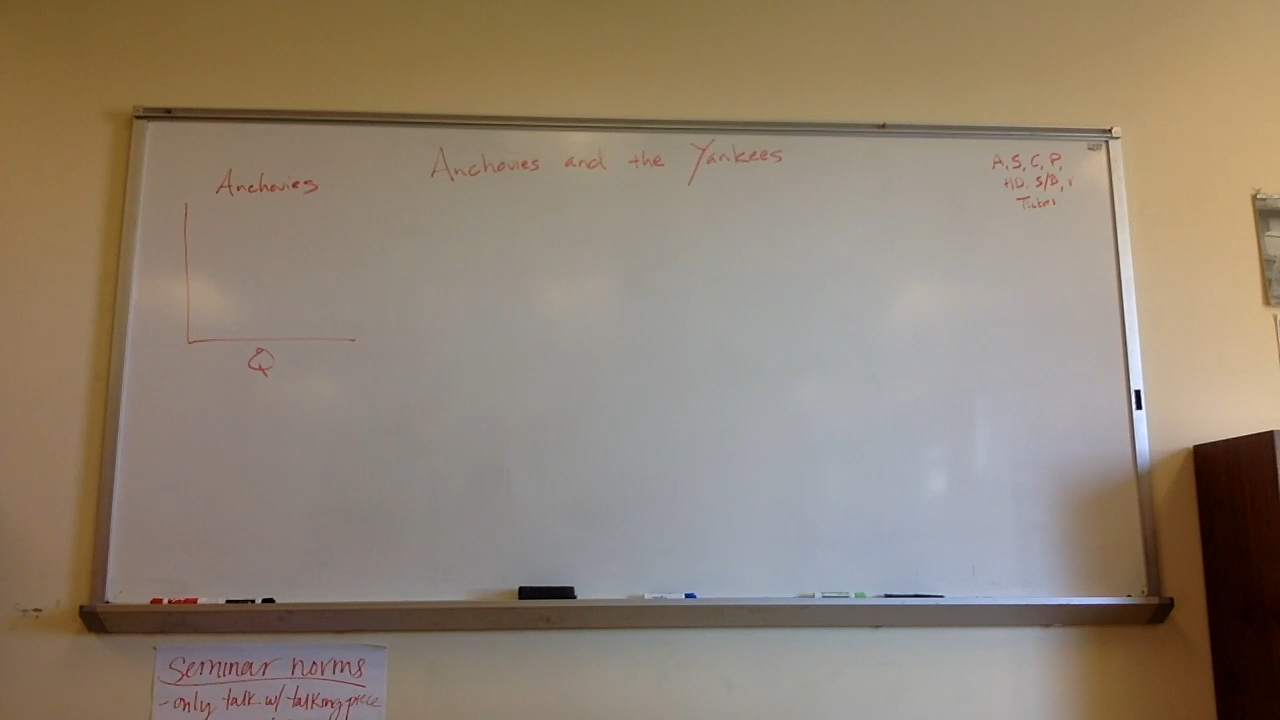 Anchovies and the Yankees
Anchovies
Q
A, S, C, P,
HD, S/B, r
Tickets
Seminar norms
- only talk w/ talking piece